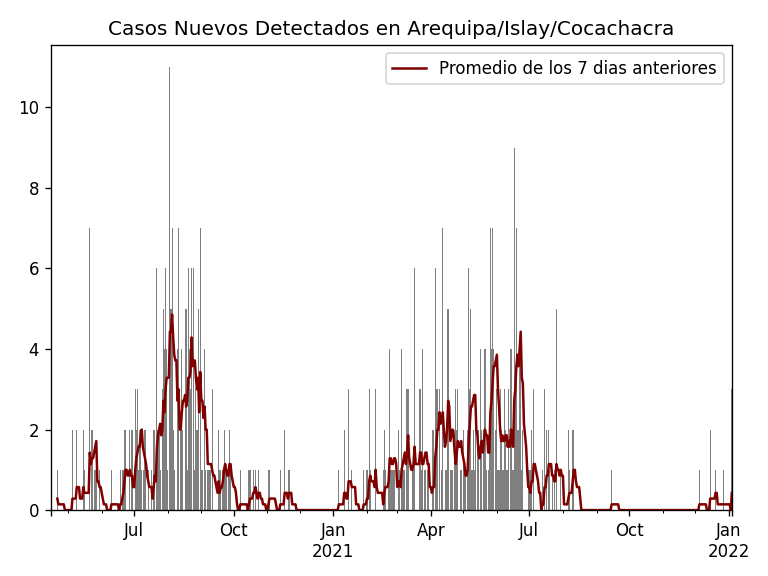 Casos Nuevos Detectados en Arequipa/Islay/Cocachacra
Promedio de los 7 dias anteriores
10
8
6
4
2
0
Jul Oct Jan Apr Jul Oct Jan
2021 2022